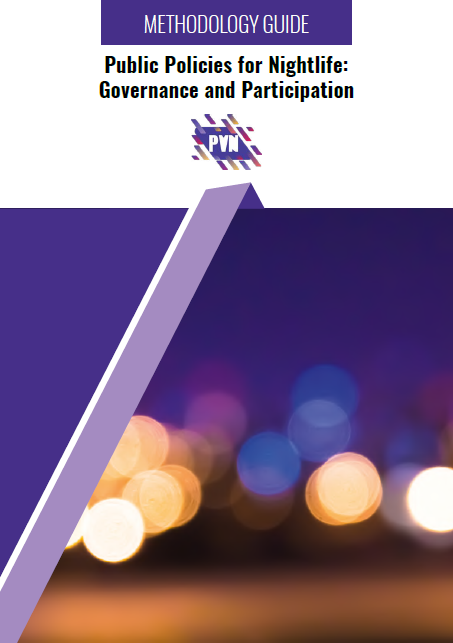 METHODOLOGY GUIDE
Public Policies for Nightlife:
Governance and Participation
PVN